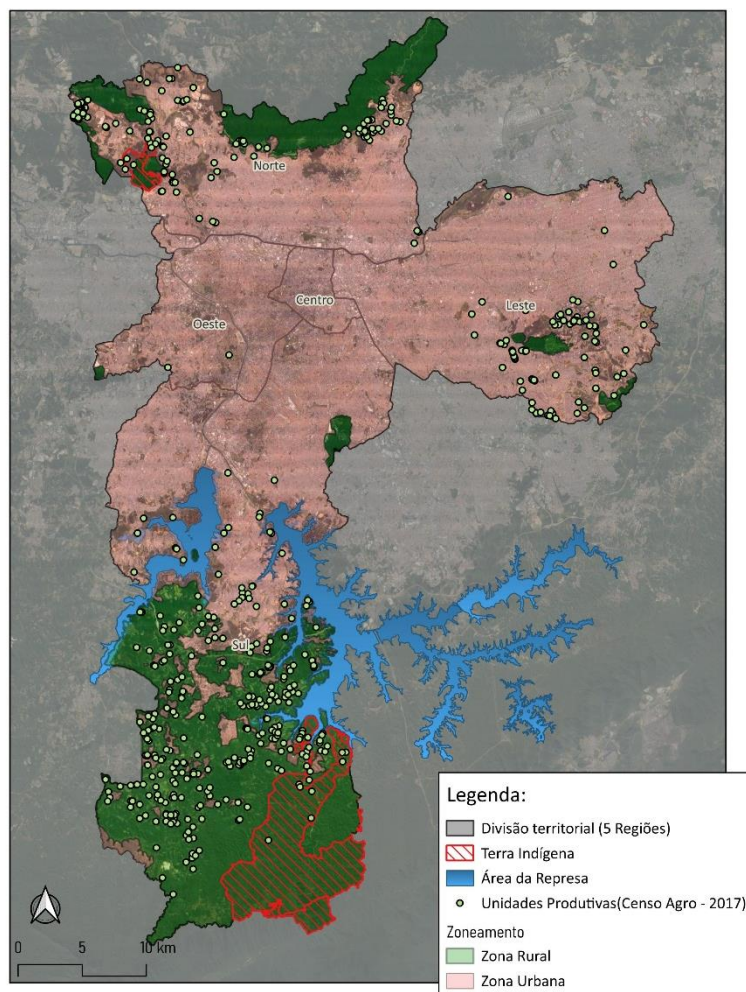 Norte
Centro
Oeste
Leste
Sul
Legenda:
Divisão territorial (5 Regiões)
Terra Indígena
Área da Represa
Unidades Produtivas(Censo Agro - 2017)
Zoneamento
Zona Rural
Zona Urbana
0 5 10 km